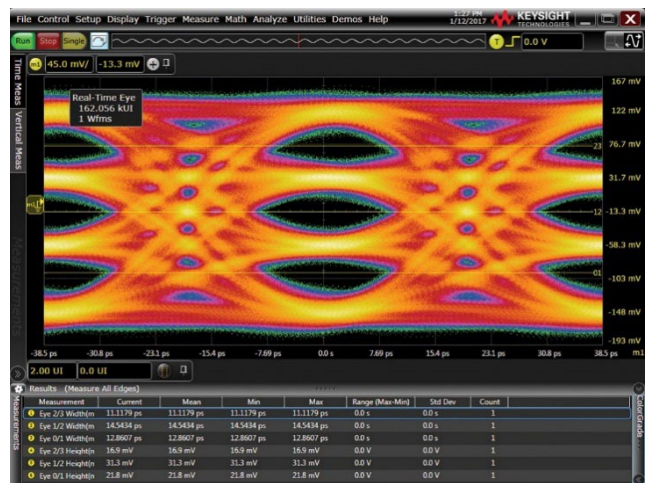 File Control Setup Display Trigger Measure Math Analyze Utilities Demos Help
1:27 PM
1/12/2017
KEYSIGHT
TECHNOLOGIES
Run Stop Single
T 0.0 V
Time Meas
Vertical Meas
Measurements
m1 45.0 mV/ -13.3 mV
Real-Time Eye
162.056 kUI
1 Wfms
167 mV
122 mV
23 76.7 mV
31.7 mV
12 -13.3 mV
-58.3 mV
01 -103 mV
-148 mV
-193 mV
-38.5 ps -30.8 ps -23.1 ps -15.4 ps -7.69 ps 0.0 s 7.69 ps 15.4 ps 23.1 ps 30.8 ps 38.5 ps m1
2.00 UI 0.0 UI
Results (Measure All Edges)
Measurements
ColorGrade ...
Measurement Current Mean Min Max Range (Max-Min) Std Dev Count
Eye 2/3 Width(m 11.1179 ps 11.1179 ps 11.1179 ps 11.1179 ps 0.0 s 0.0 s 1
Eye 1/2 Width(m 14.5434 ps 14.5434 ps 14.5434 ps 14.5434 ps 0.0 s 0.0 s 1
Eye 0/1 Width(m 12.8607 ps 12.8607 ps 12.8607 ps 12.8607 ps 0.0 s 0.0 s 1
Eye 2/3 Height(n 16.9 mV 16.9 mV 16.9 mV 16.9 mV 0.0 V 0.0 V 1
Eye 1/2 Height(n 31.3 mV 31.3 mV 31.3 mV 31.3 mV 0.0 V 0.0 V 1
Eye 0/1 Height(n 21.8 mV 21.8 mV 21.8 mV 21.8 mV 0.0 V 0.0 V 1